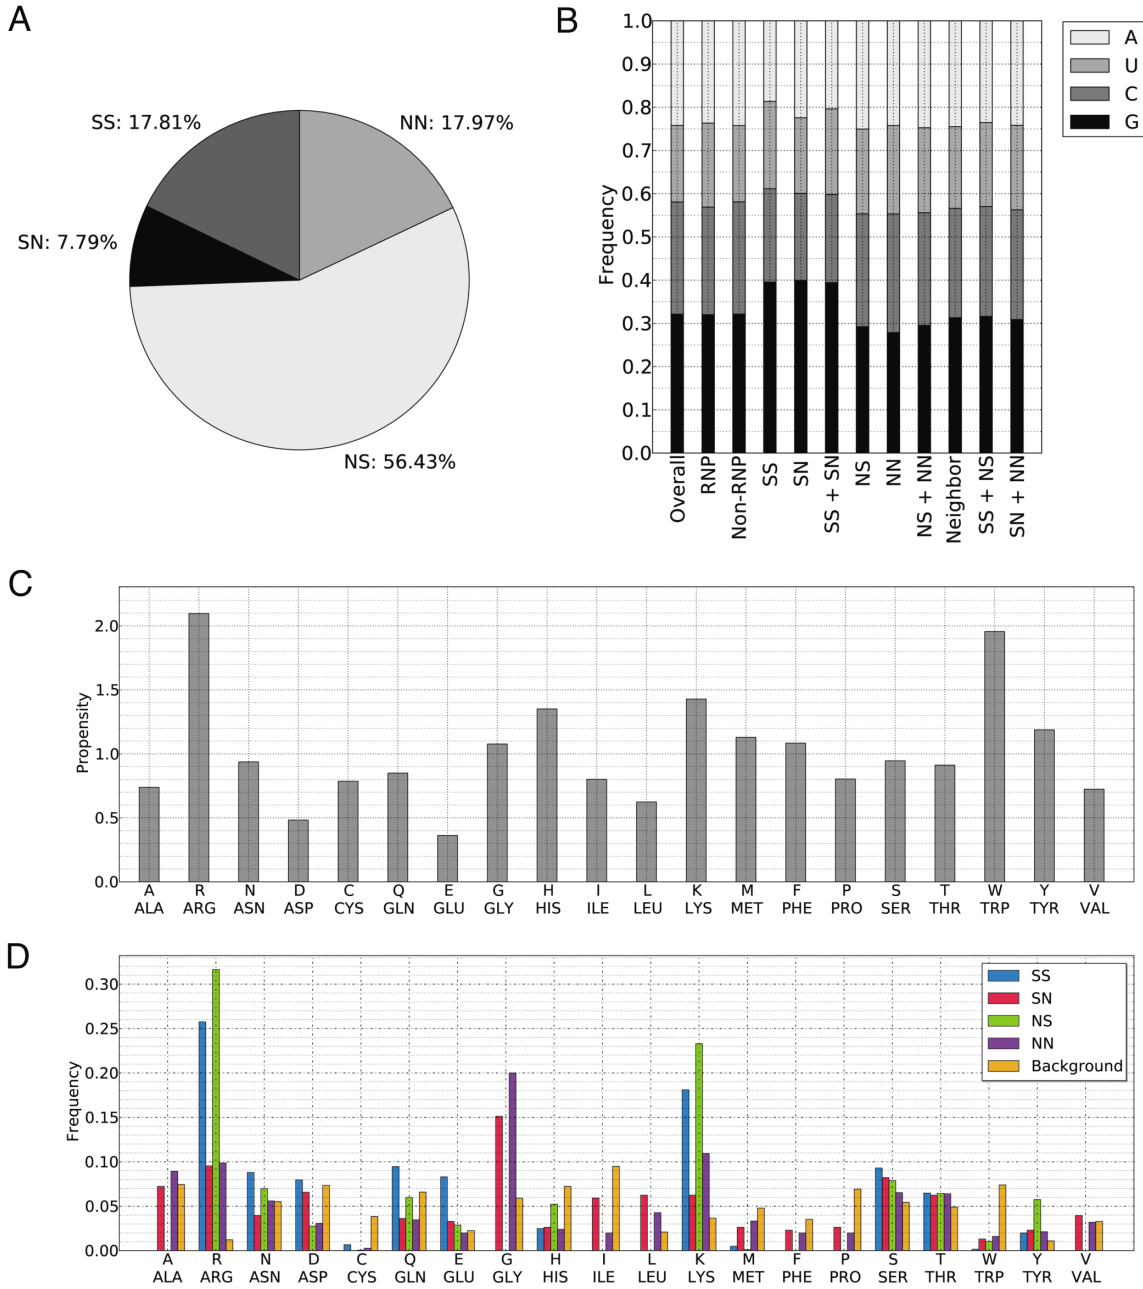 A
SS: 17.81%
NN: 17.97%
SN: 7.79%
NS: 56.43%
B
1.0
0.9
0.8
0.7
0.6
0.5
0.4
0.3
0.2
0.1
0.0
Frequency
Overall
RNP
Non-RNP
SS
SN
SS + SN
NS
NN
NS + NN
Neighbor
SS + NS
SN + NN
A
U
C
G
C
2.0
1.5
1.0
0.5
0.0
Propensity
A R N D C Q E G H I L K M F P S T W Y V
ALA ARG ASN ASP CYS GLN GLU GLY HIS ILE LEU LYS MET PHE PRO SER THR TRP TYR VAL
D
0.30
0.25
0.20
0.15
0.10
0.05
0.00
Frequency
SS
SN
NS
NN
Background
A R N D C Q E G H I L K M F P S T W Y V
ALA ARG ASN ASP CYS GLN GLU GLY HIS ILE LEU LYS MET PHE PRO SER THR TRP TYR VAL